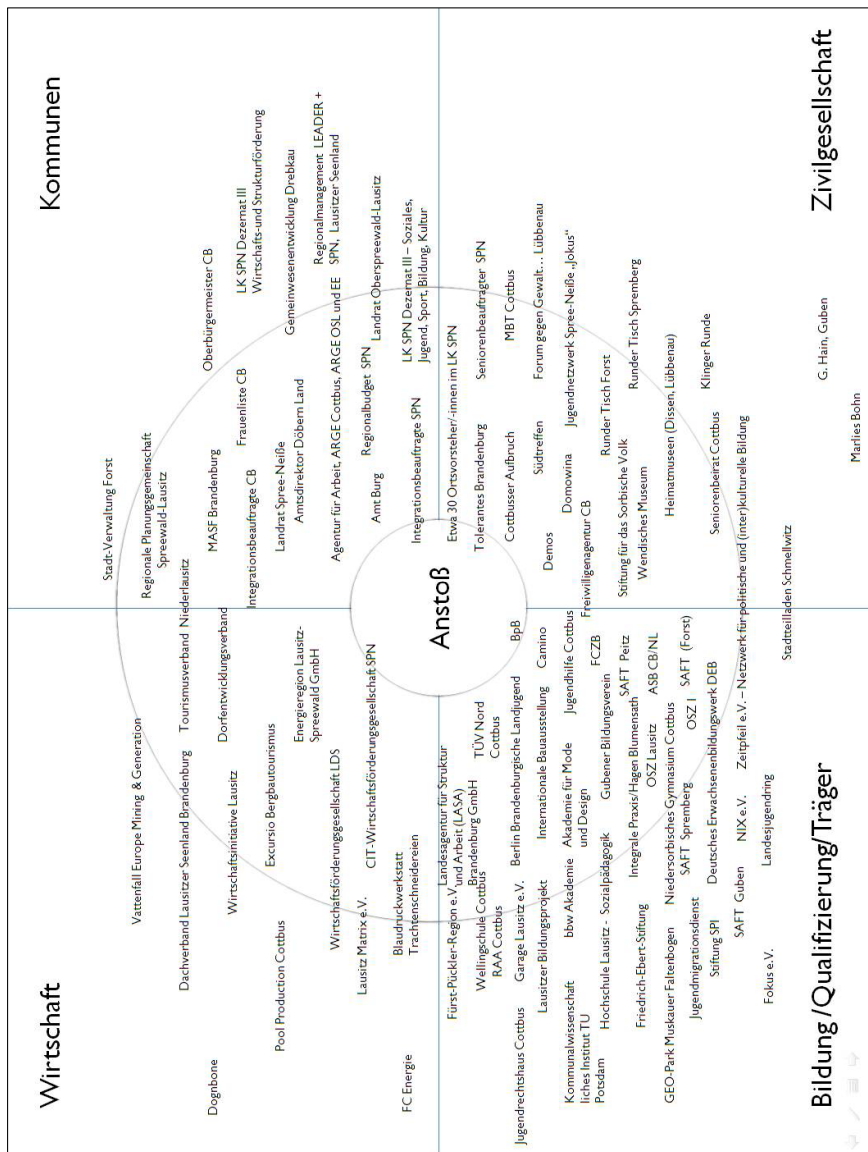 Wirtschaft
Kommunen
Vattenfall Europe Mining & Generation
Stadt-Verwaltung Forst
Regionale Planungsgemeinschaft
Spreewald-Lausitz
Dachverband Lausitzer Seenland Brandenburg
Tourismusverband Niederlausitz
Dognbone
Wirtschaftsinitiative Lausitz
Dorfentwicklungsverband
MASF Brandenburg
Oberbürgermeister CB
Frauenliste CB
LK SPN Dezernat III
Wirtschafts-und Strukturförderung
Integrationsbeauftragte CB
Pool Production Cottbus
Excursio Bergbautourismus
Landrat Spree-Neiße
Amtsdirektor Döbern Land
Gemeinwesenentwicklung Drebkau
Energieregion Lausitz-
Spreewald GmbH
Regionalmanagement LEADER +
SPN, Lausitzer Seenland
Wirtschaftsförderungsgesellschaft LDS
Agentur für Arbeit, ARGE Cottbus, ARGE OSL und EE
Lausitz Matrix e.V.
CIT-Wirtschaftsförderungsgesellschaft SPN
Regionalbudget SPN
Amt Burg
Landrat Oberspreewald-Lausitz
FC Energie
Blaudruckwerkstatt
Trachtenschneidereien
Integrationsbeauftragte SPN
LK SPN Dezernat III – Soziales,
Jugend, Sport, Bildung, Kultur
Anstoß
Fürst-Pückler-Region e.V.
Landesagentur für Struktur
und Arbeit (LASA)
Brandenburg GmbH
Etwa 30 Ortsvorsteher/-innen im LK SPN
Wellingschule Cottbus
RAA Cottbus
TÜV Nord
Cottbus
Tolerantes Brandenburg
Seniorenbeauftragter SPN
Jugendrechtshaus Cottbus
Garage Lausitz e.V.
Berlin Brandenburgische Landjugend
BpB
Cottbusser Aufbruch
MBT Cottbus
Lausitzer Bildungsprojekt
Internationale Bauausstellung
Camino
Demos
Südtreffen
Forum gegen Gewalt... Lübbenau
Kommunalwissenschaft
liches Institut TU
Potsdam
bbw Akademie
Akademie für Mode
und Design
Jugendhilfe Cottbus
Domowina
Jugendnetzwerk Spree-Neiße „Jokus“
Freiwilligenagentur CB
FCZB
Hochschule Lausitz - Sozialpädagogik
Gubener Bildungsverein
Runder Tisch Forst
SAFT Peitz
Stiftung für das Sorbische Volk
Friedrich-Ebert-Stiftung
Integrale Praxis/Hagen Blumensath
Wendisches Museum
Runder Tisch Spremberg
OSZ Lausitz
ASB CB/NL
GEO-Park Muskauer Faltenbogen
Niedersorbisches Gymnasium Cottbus
Heimatmuseen (Dissen, Lübbenau)
SAFT Spremberg
OSZ I
SAFT (Forst)
Jugendmigrationsdienst
Stiftung SPI
Deutsches Erwachsenenbildungswerk DEB
Seniorenbeirat Cottbus
Klinger Runde
SAFT Guben
NIX e.V.
Zeitpfeil e.V. – Netzwerk für politische und (inter)kulturelle Bildung
Fokus e.V.
Landesjugendring
Stadtteilladen Schmellwitz
G. Hain, Guben
Marlies Bohn
Bildung /Qualifizierung/Träger
Zivilgesellschaft